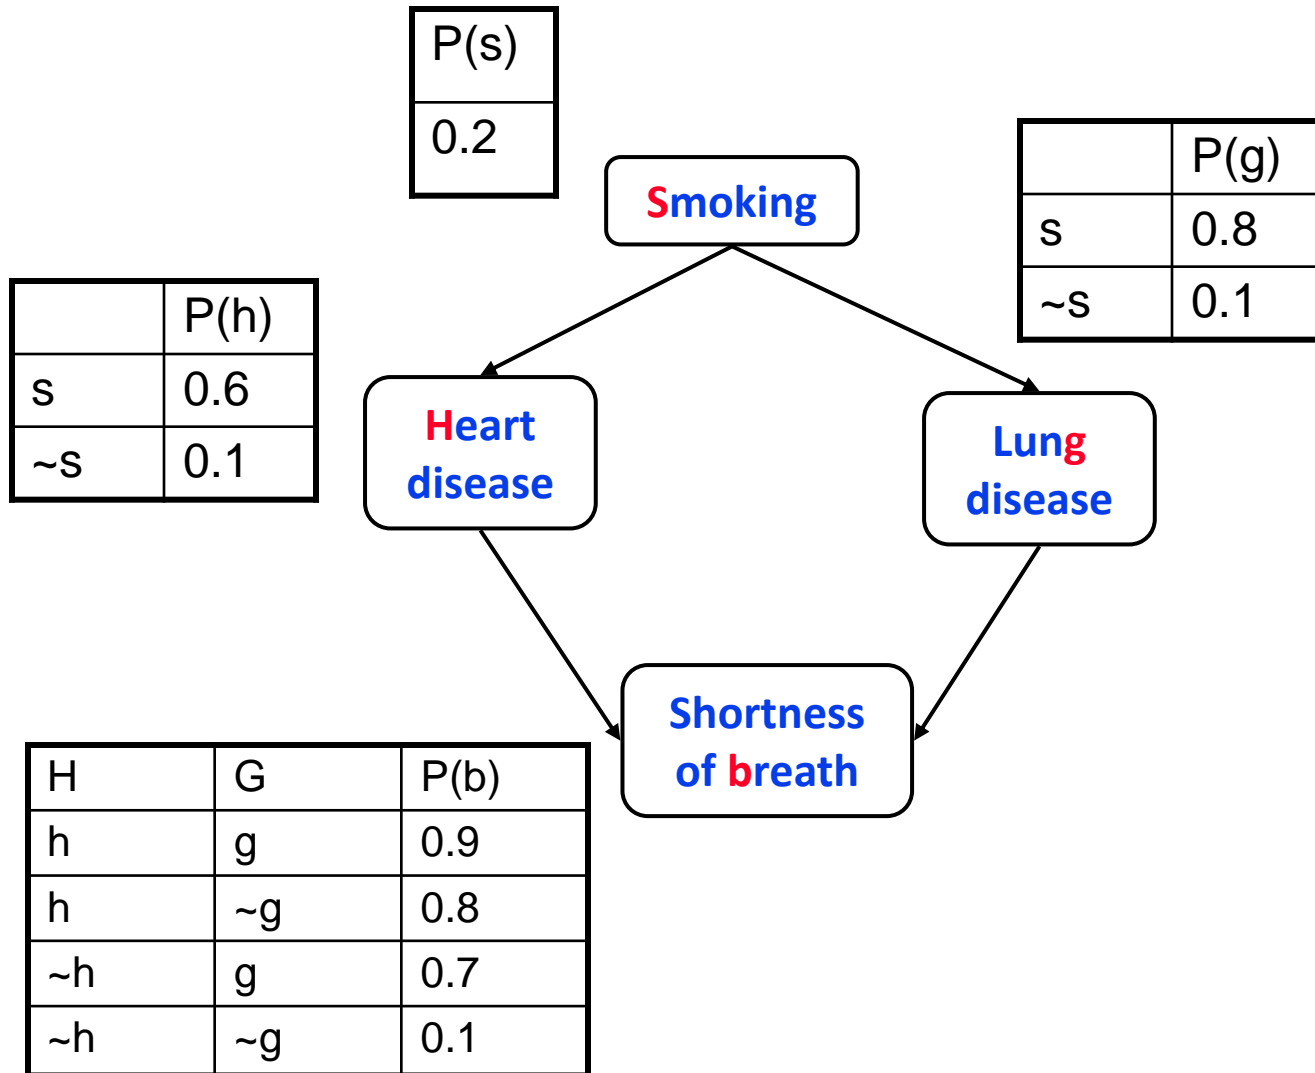 P(s)
0.2
Smoking
P(g)
s 0.8
~s 0.1
P(h)
s 0.6
~s 0.1
Heart
disease
Lung
disease
Shortness
of breath
H G P(b)
h g 0.9
h ~g 0.8
~h g 0.7
~h ~g 0.1